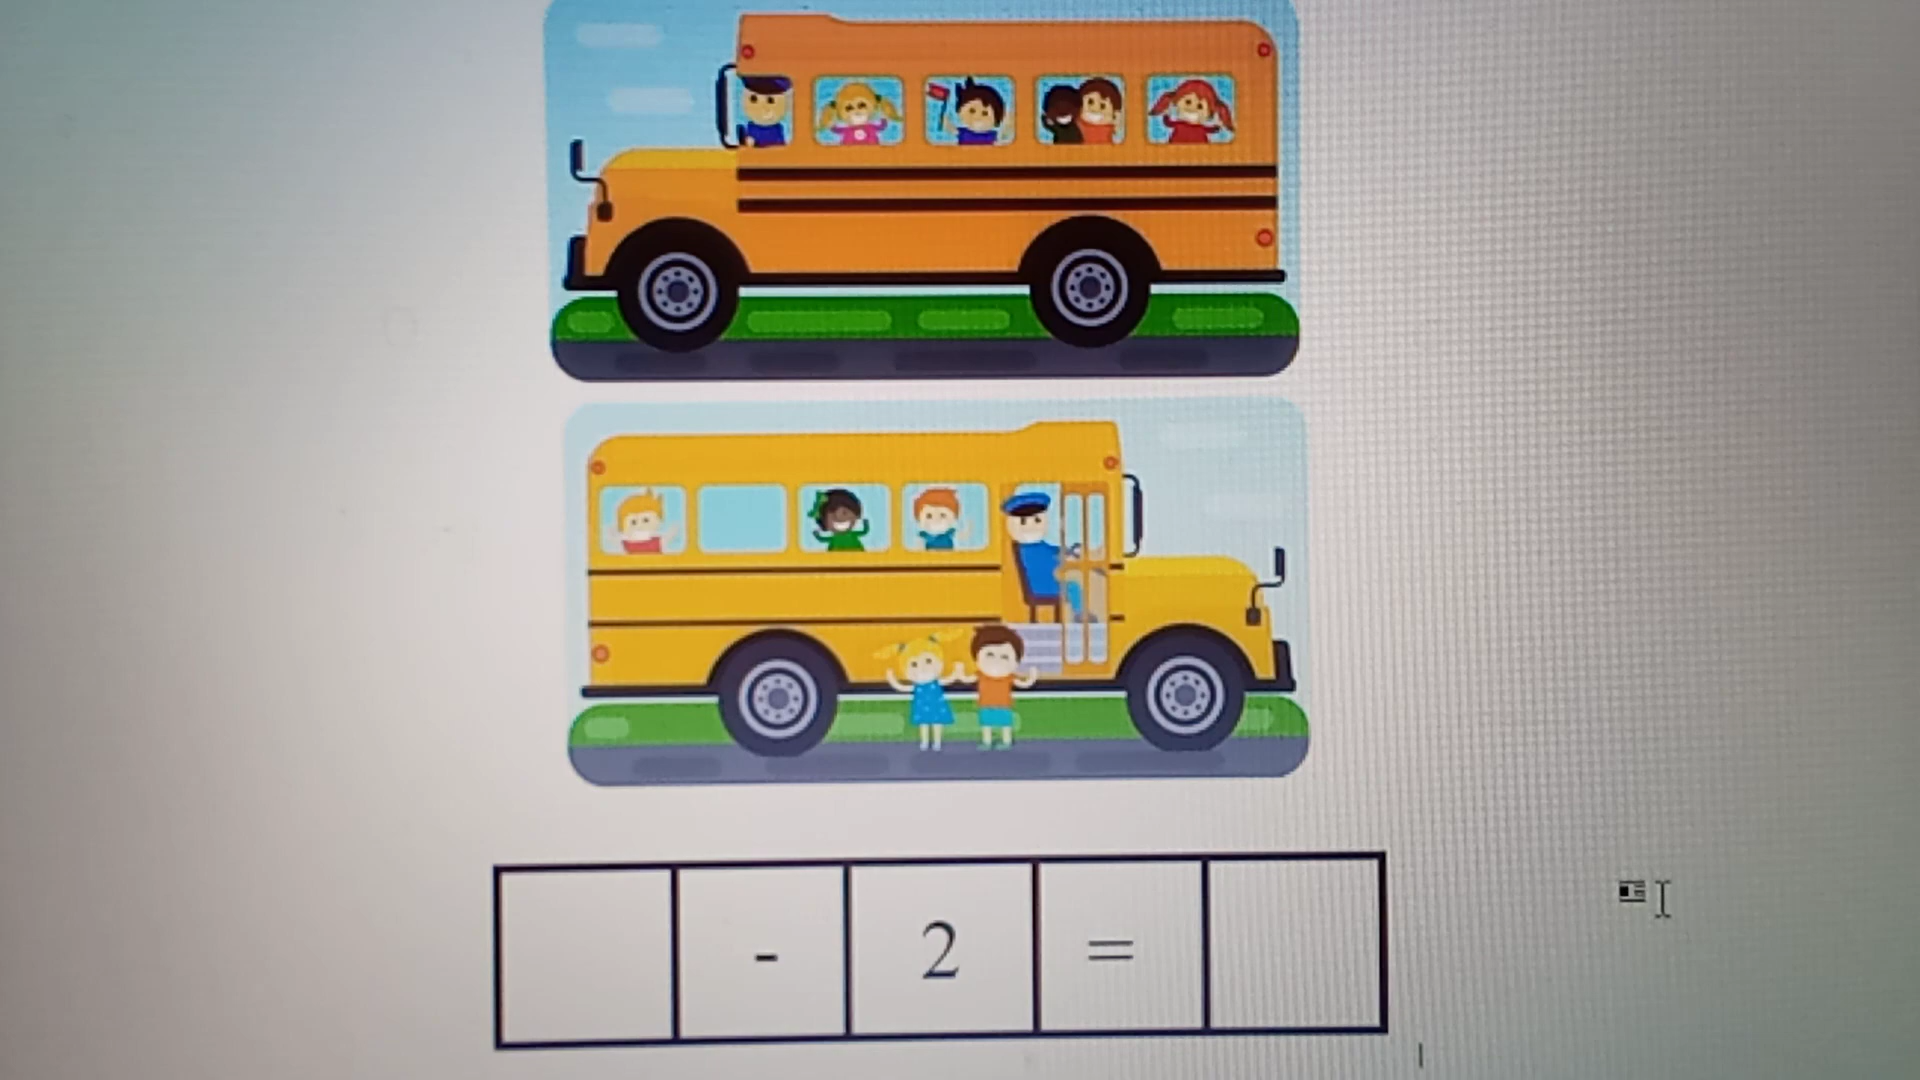 - 2 =